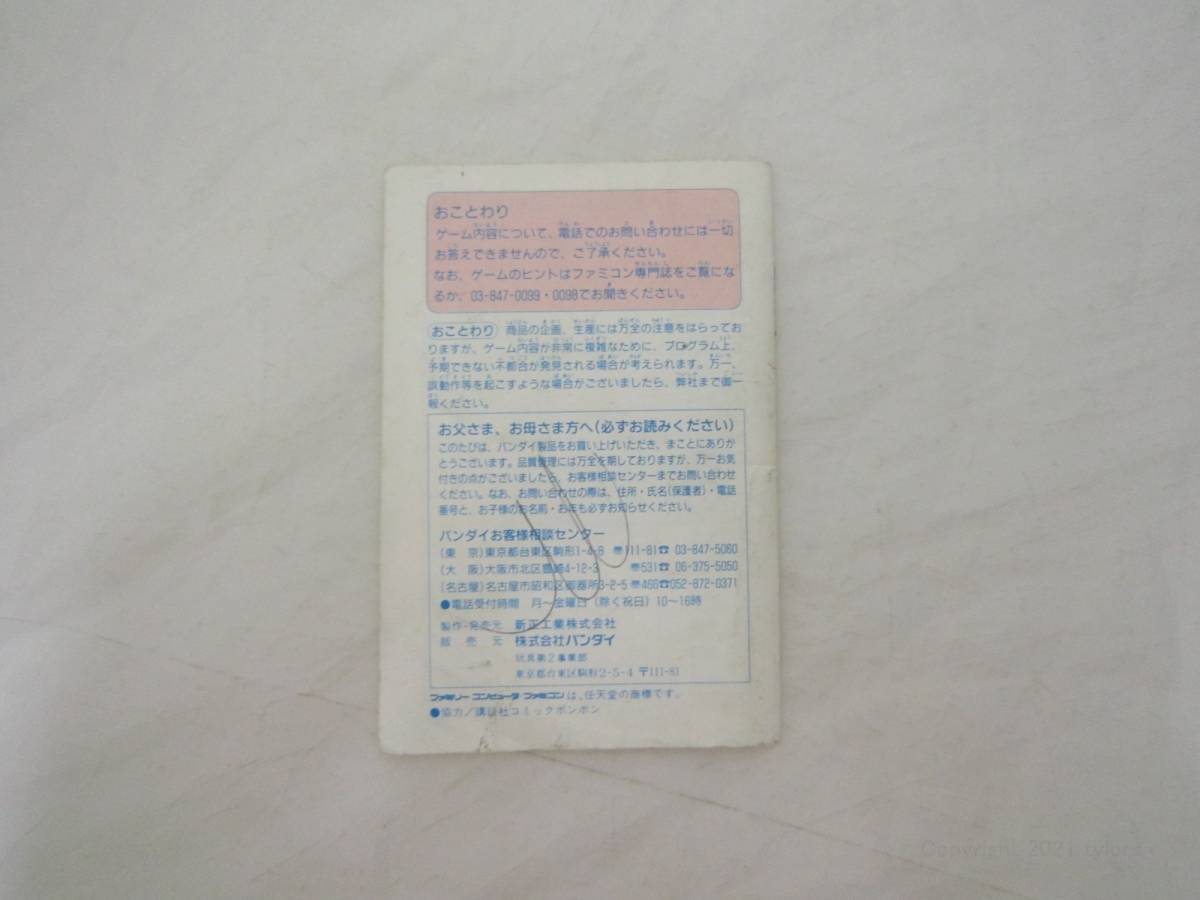 おことわり
ゲーム内容について、電話でのお問い合わせには一切
お答えできませんので、ご了承ください。
なお、ゲームのヒントはファミコン専門誌をご覧にな
るか、03-847-0099・0098でお聞きください。
おことわり 商品の企画、生産には万全の注意をはらってお
りますが、ゲーム内容が非常に複雑なために、プログラム上、
予期できない不都合が発見される場合が考えられます。万一、
誤動作等を起こすような場合がございましたら、弊社まで御一
報ください。
お父さま、お母さま方へ(必ずお読みください)
このたびは、バンダイ製品をお買い上げいただき、まことにありが
とうございます。品質管理には万全を期しておりますが、万一お気
付きの点がございましたら、お客様相談センターまでお問い合わせ
ください。なお、お問い合わせの際は、住所・氏名(保護者)・電話
番号と、お子様のお名前・お年も必ずお知らせください。
バンダイお客様相談センター
(東 京)東京都台東区駒形1-4-8 〠111-81☎ 03-847-5060
(大 阪)大阪市北区豊崎4-12-3 〠531☎ 06-375-5050
(名古屋)名古屋市昭和区御器所3-2-5 〠466☎052-872-0371
●電話受付時間 月〜金曜日(除く祝日)10〜16時
製作・発売元 新正工業株式会社
販売元 株式会社バンダイ
玩具第2事業部
東京都台東区駒形2-5-4 〒111-81
ファミリーコンピュータ ファミコンは、任天堂の商標です。
●協力/講談社コミックボンボン
Copyright 2021 tylors